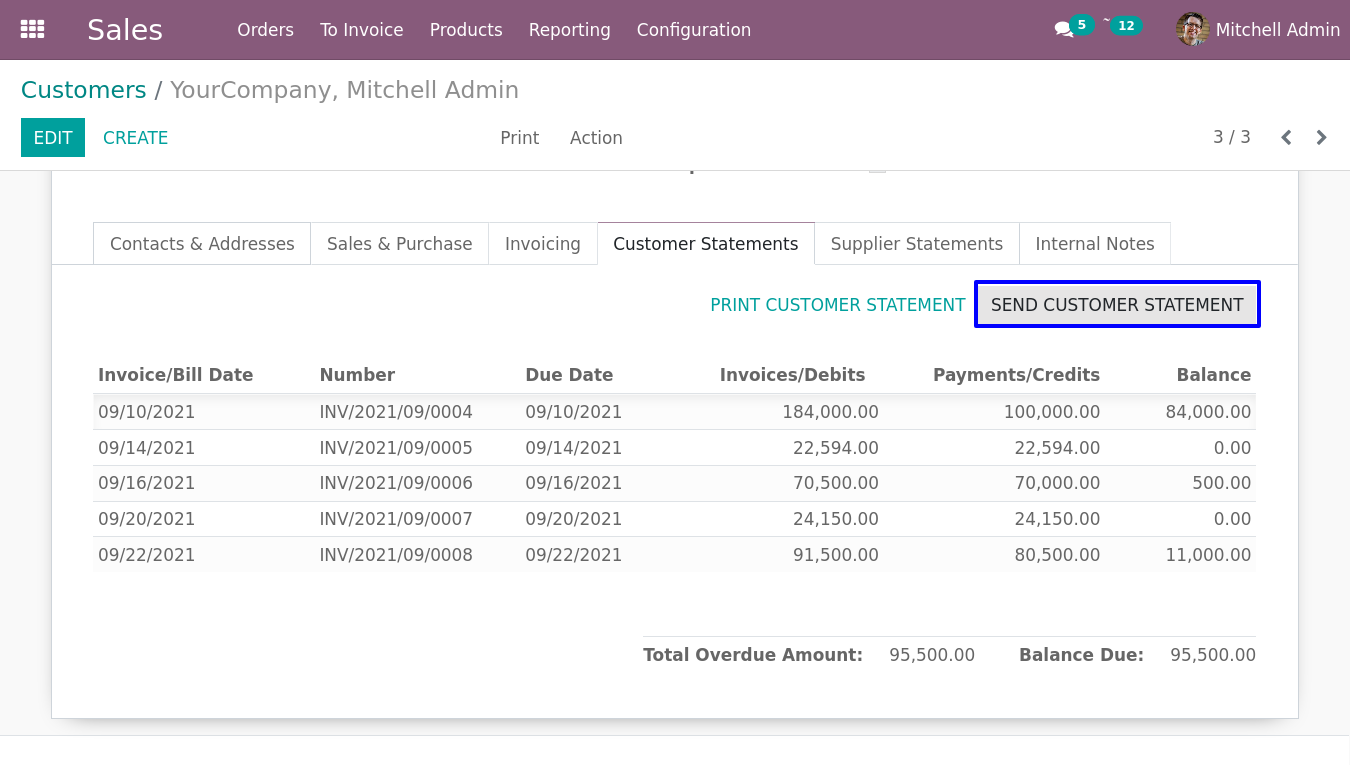 Sales Orders To Invoice Products Reporting Configuration 5 12 Mitchell Admin
Customers / YourCompany, Mitchell Admin
EDIT CREATE Print Action 3 / 3
Contacts & Addresses Sales & Purchase Invoicing Customer Statements Supplier Statements Internal Notes
PRINT CUSTOMER STATEMENT SEND CUSTOMER STATEMENT
Invoice/Bill Date Number Due Date Invoices/Debits Payments/Credits Balance
09/10/2021 INV/2021/09/0004 09/10/2021 184,000.00 100,000.00 84,000.00
09/14/2021 INV/2021/09/0005 09/14/2021 22,594.00 22,594.00 0.00
09/16/2021 INV/2021/09/0006 09/16/2021 70,500.00 70,000.00 500.00
09/20/2021 INV/2021/09/0007 09/20/2021 24,150.00 24,150.00 0.00
09/22/2021 INV/2021/09/0008 09/22/2021 91,500.00 80,500.00 11,000.00
Total Overdue Amount: 95,500.00 Balance Due: 95,500.00